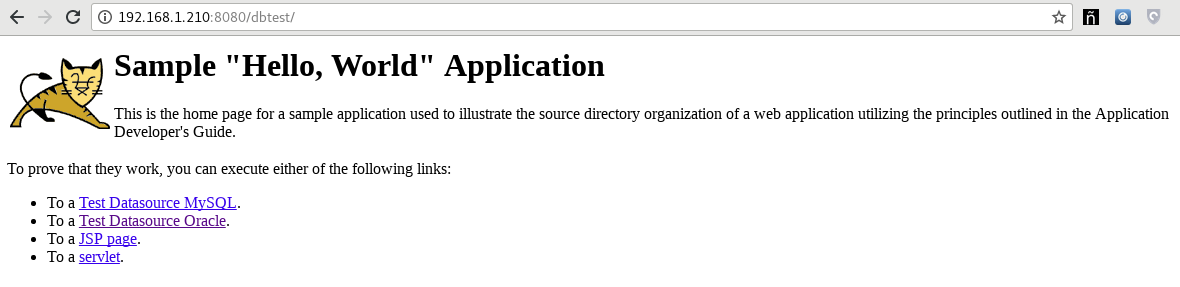 192.168.1.210:8080/dbtest/
ñ
Sample "Hello, World" Application
This is the home page for a sample application used to illustrate the source directory organization of a web application utilizing the principles outlined in the Application
Developer's Guide.
To prove that they work, you can execute either of the following links:
• To a Test Datasource MySQL.
• To a Test Datasource Oracle.
• To a JSP page.
• To a servlet.